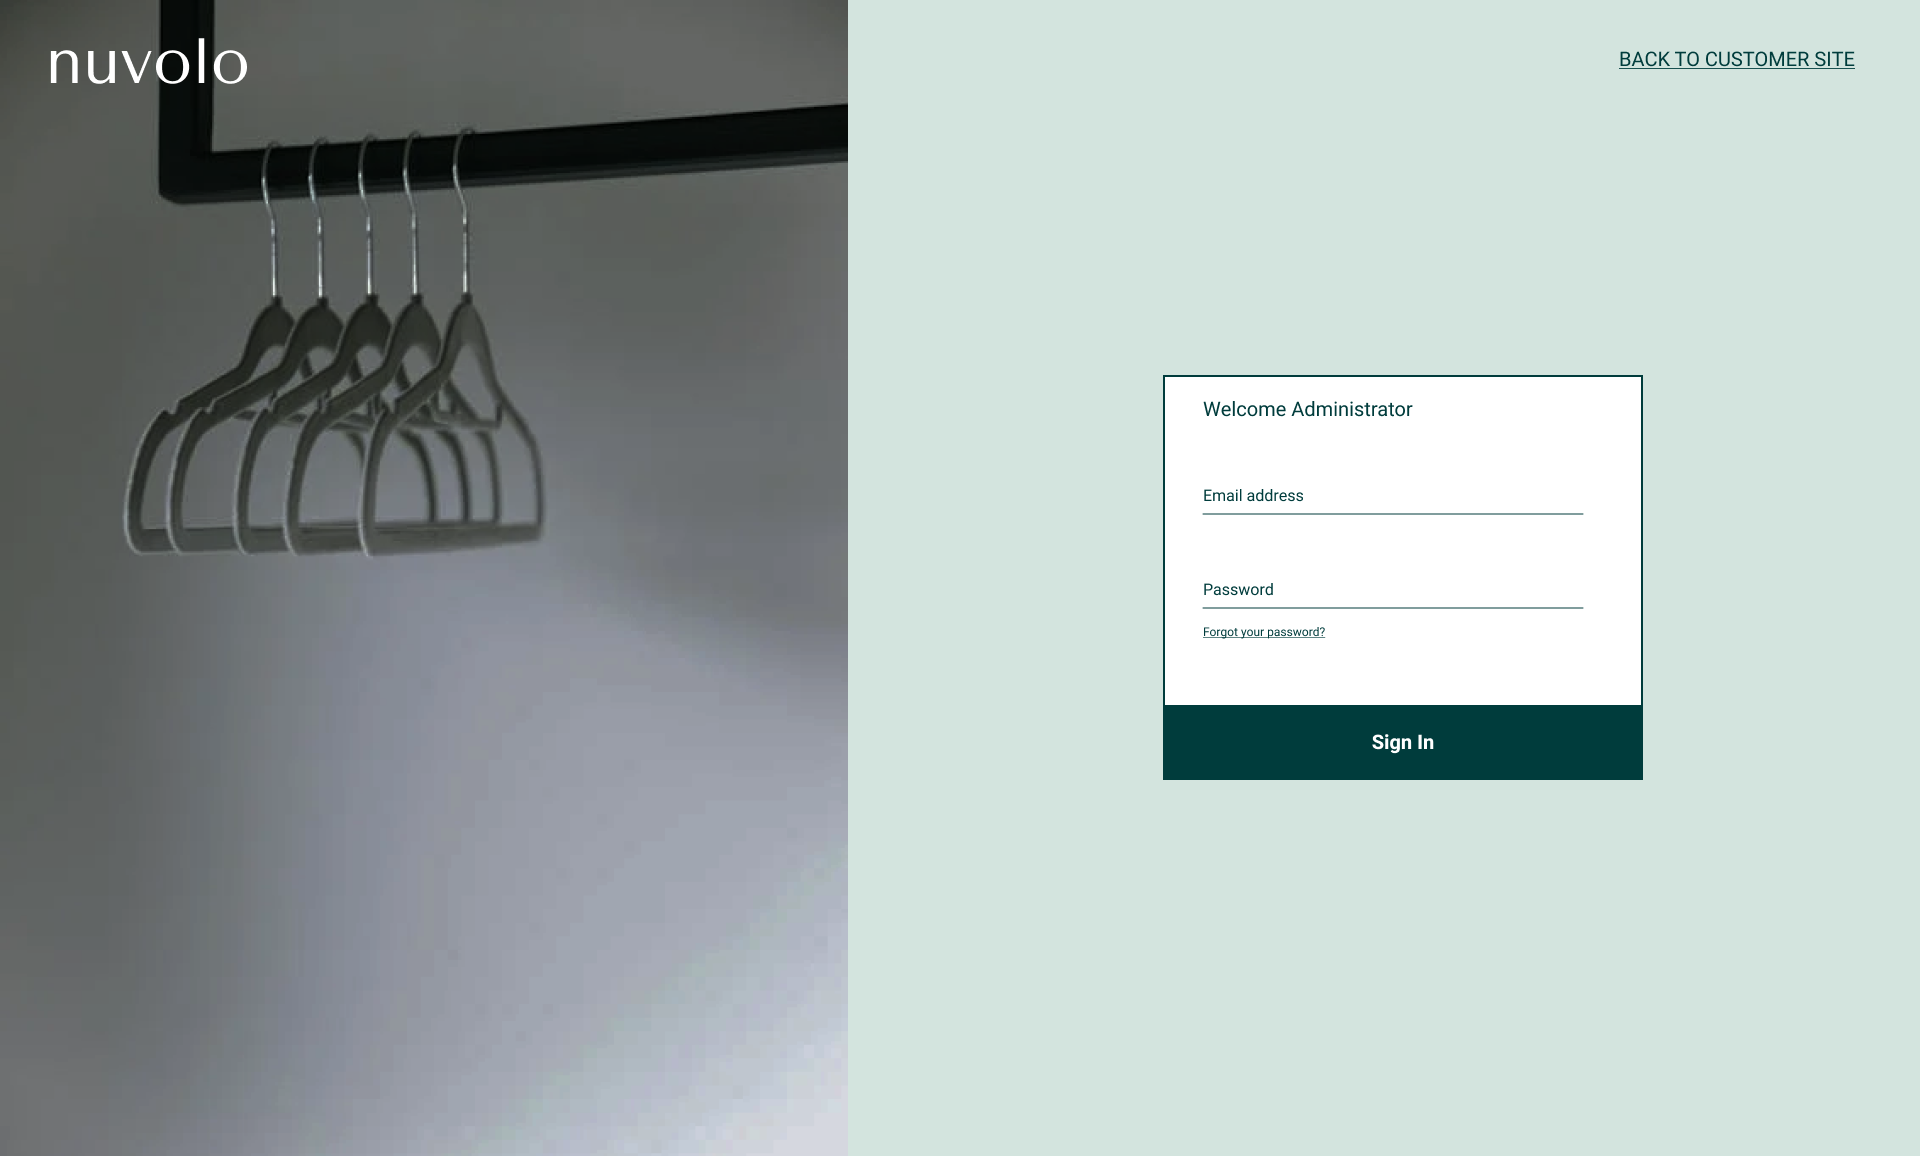 nuvolo
BACK TO CUSTOMER SITE
Welcome Administrator
Email address
Password
Forgot your password?
Sign In